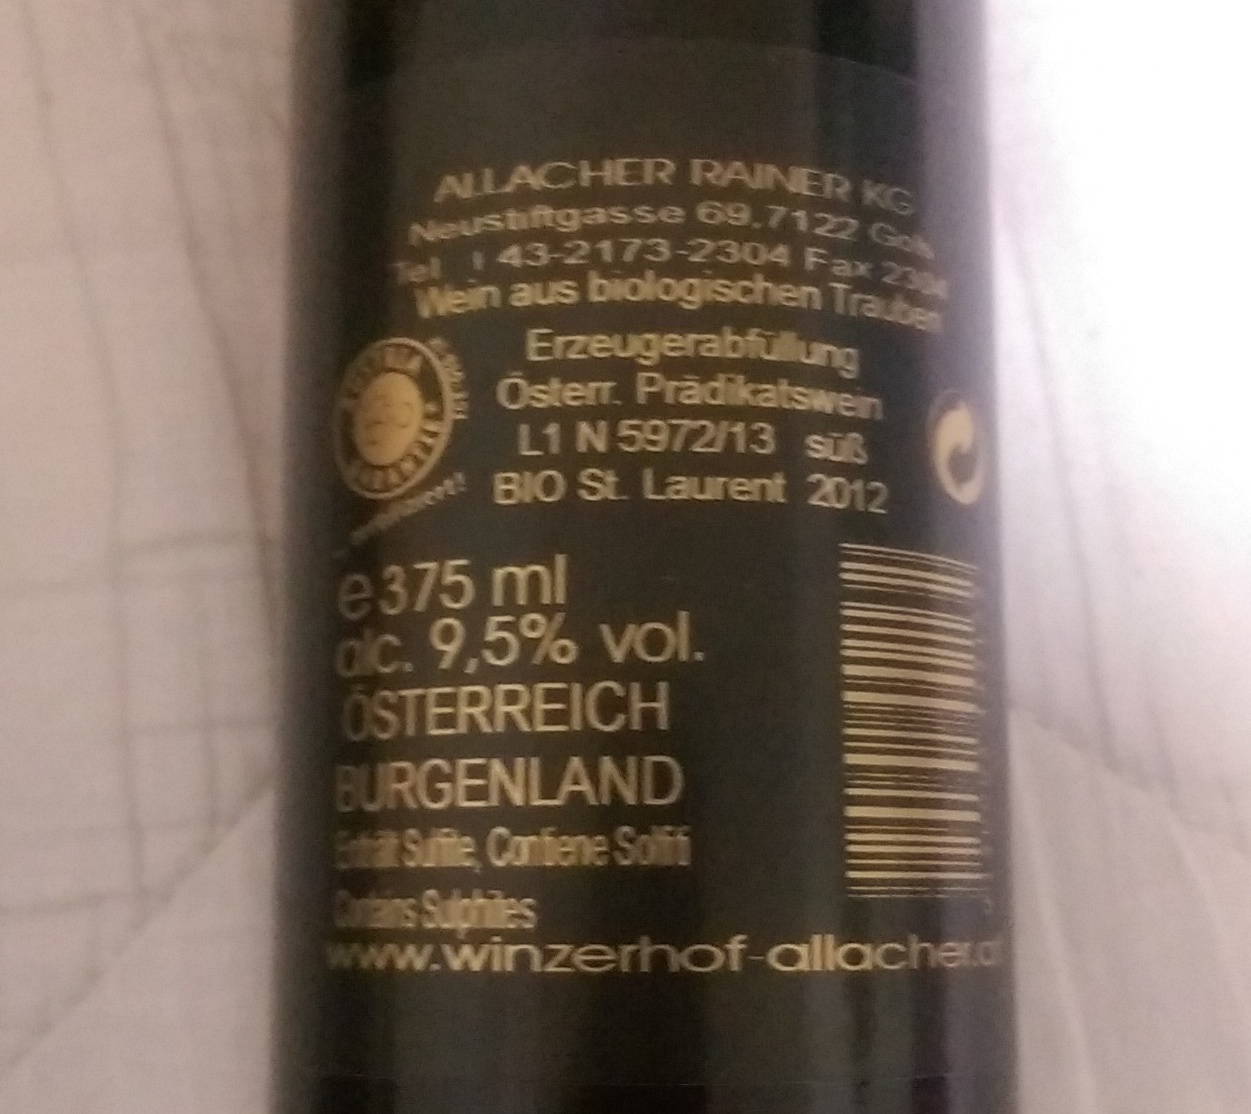 ALLACHER RAINER KG
Neustiftgasse 69, 7122 Gols
Tel +43-2173-2304 Fax 2304
Wein aus biologischen Trauben
Erzeugerabfüllung
Österr. Prädikatswein
L1 N 5972/13 süß
BIO St. Laurent 2012
AUSTRIA
GARANTIE
e 375 ml
alc. 9,5% vol.
ÖSTERREICH
BURGENLAND
Enthält Sulfite, Contiene Solfiti
Contains Sulphites
www.winzerhof-allacher.at